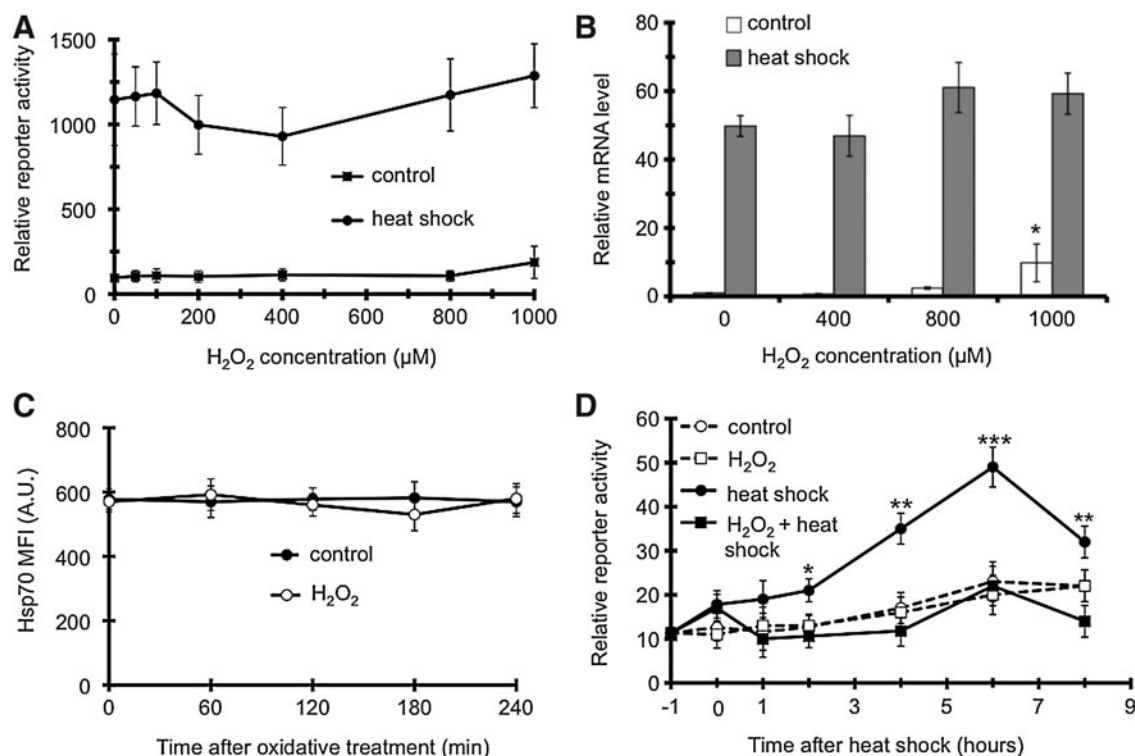 A
Relative reporter activity
1500
1000
500
0
control
heat shock
0 200 400 600 800 1000
H₂O₂ concentration (µM)
B
Relative mRNA level
80
60
40
20
0
control
heat shock
*
0 400 800 1000
H₂O₂ concentration (µM)
C
Hsp70 MFI (A.U.)
800
600
400
200
0
control
H₂O₂
0 60 120 180 240
Time after oxidative treatment (min)
D
Relative reporter activity
60
50
40
30
20
10
0
control
H₂O₂
heat shock
H₂O₂ + heat
shock
* ** *** **
-1 0 1 3 5 7 9
Time after heat shock (hours)